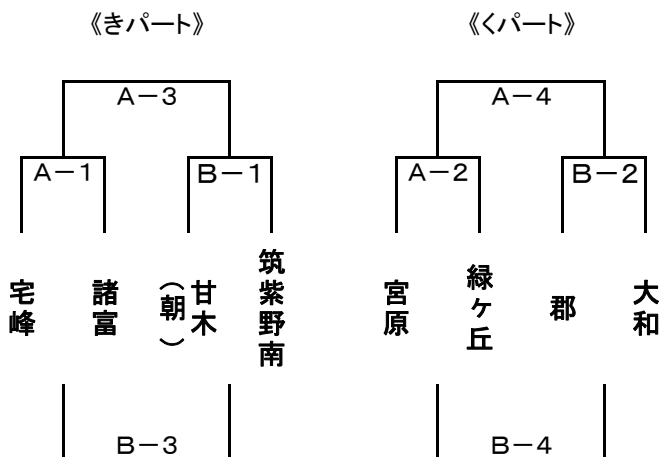 《きパート》
《くパート》
A－3
A－4
A－1
B－1
A－2
B－2
宅峰
諸富
（朝）甘木
筑紫野南
宮原
緑ヶ丘
郡
大和
B－3
B－4